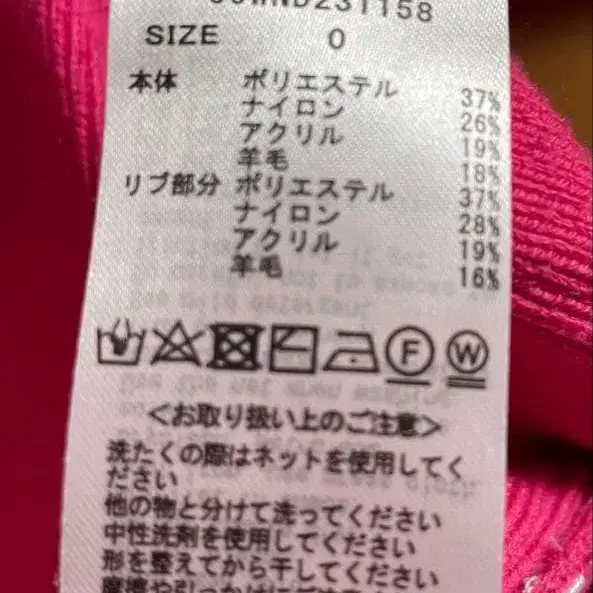 SIZE 0
本体 ポリエステル 37%
ナイロン 26%
アクリル 19%
羊毛 18%
リブ部分 ポリエステル 37%
ナイロン 28%
アクリル 19%
羊毛 16%
F W
<お取り扱い上のご注意>
洗たくの際はネットを使用してく
ださい
他の物と分けて洗ってください
中性洗剤を使用してください
形を整えてから干してください